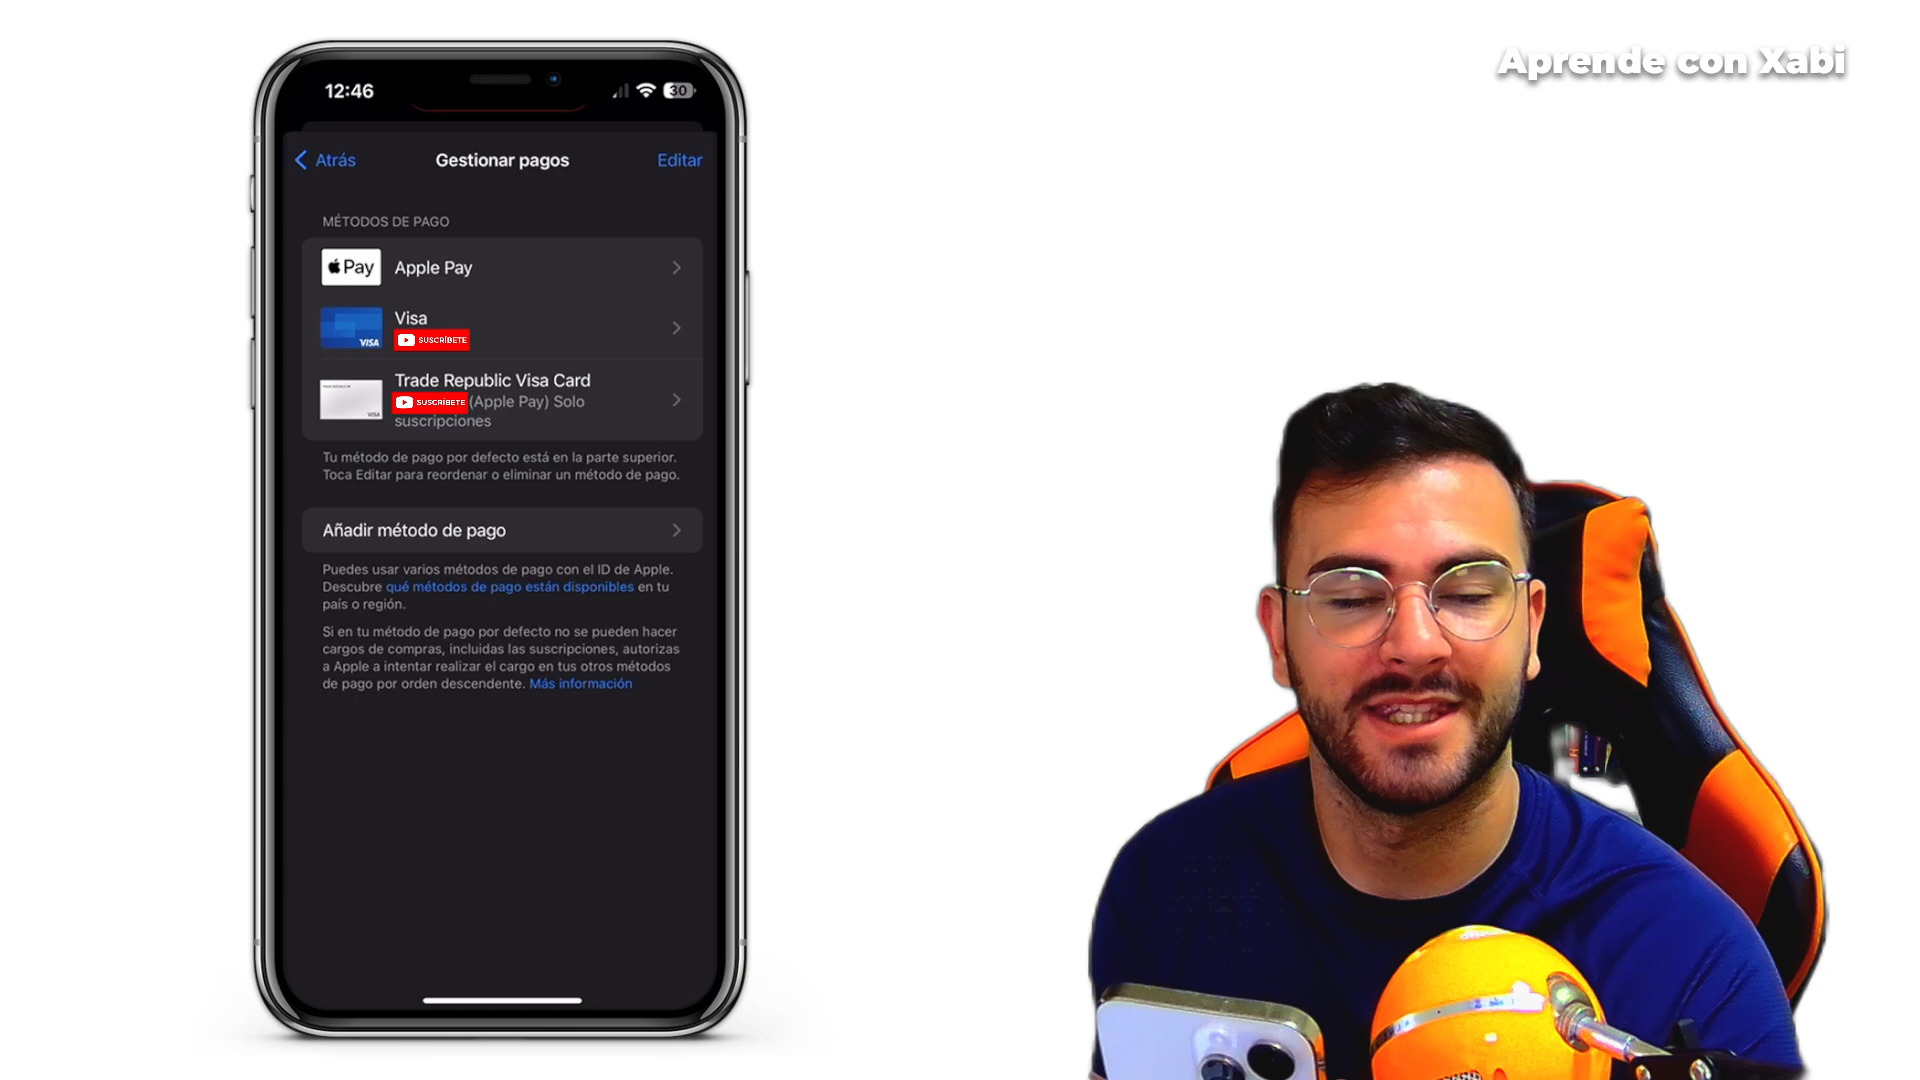 Aprende con Xabi
12:46
30
Atrás
Gestionar pagos
Editar
MÉTODOS DE PAGO
Pay
Apple Pay
VISA
Visa
SUSCRÍBETE
Trade Republic Visa Card
VISA
SUSCRÍBETE (Apple Pay) Solo
suscripciones
Tu método de pago por defecto está en la parte superior.
Toca Editar para reordenar o eliminar un método de pago.
Añadir método de pago
Puedes usar varios métodos de pago con el ID de Apple.
Descubre qué métodos de pago están disponibles en tu
país o región.
Si en tu método de pago por defecto no se pueden hacer
cargos de compras, incluidas las suscripciones, autorizas
a Apple a intentar realizar el cargo en tus otros métodos
de pago por orden descendente. Más información